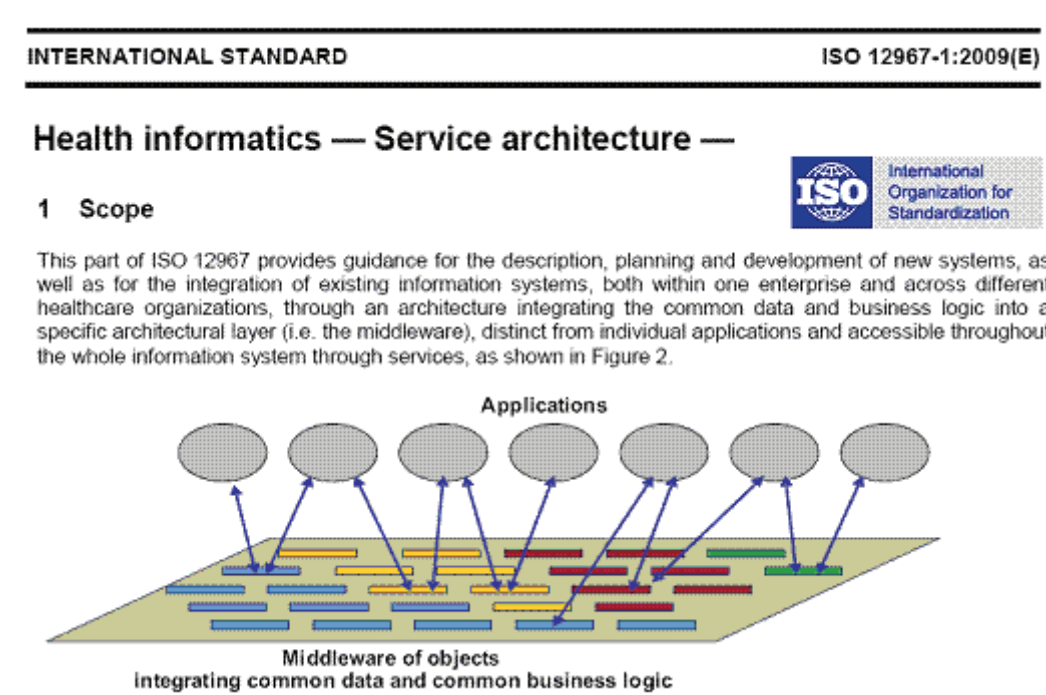 INTERNATIONAL STANDARD
ISO 12967-1:2009(E)
Health informatics — Service architecture —
ISO
International
Organization for
Standardization
1 Scope
This part of ISO 12967 provides guidance for the description, planning and development of new systems, as
well as for the integration of existing information systems, both within one enterprise and across different
healthcare organizations, through an architecture integrating the common data and business logic into a
specific architectural layer (i.e. the middleware), distinct from individual applications and accessible throughout
the whole information system through services, as shown in Figure 2.
Applications
Middleware of objects
integrating common data and common business logic